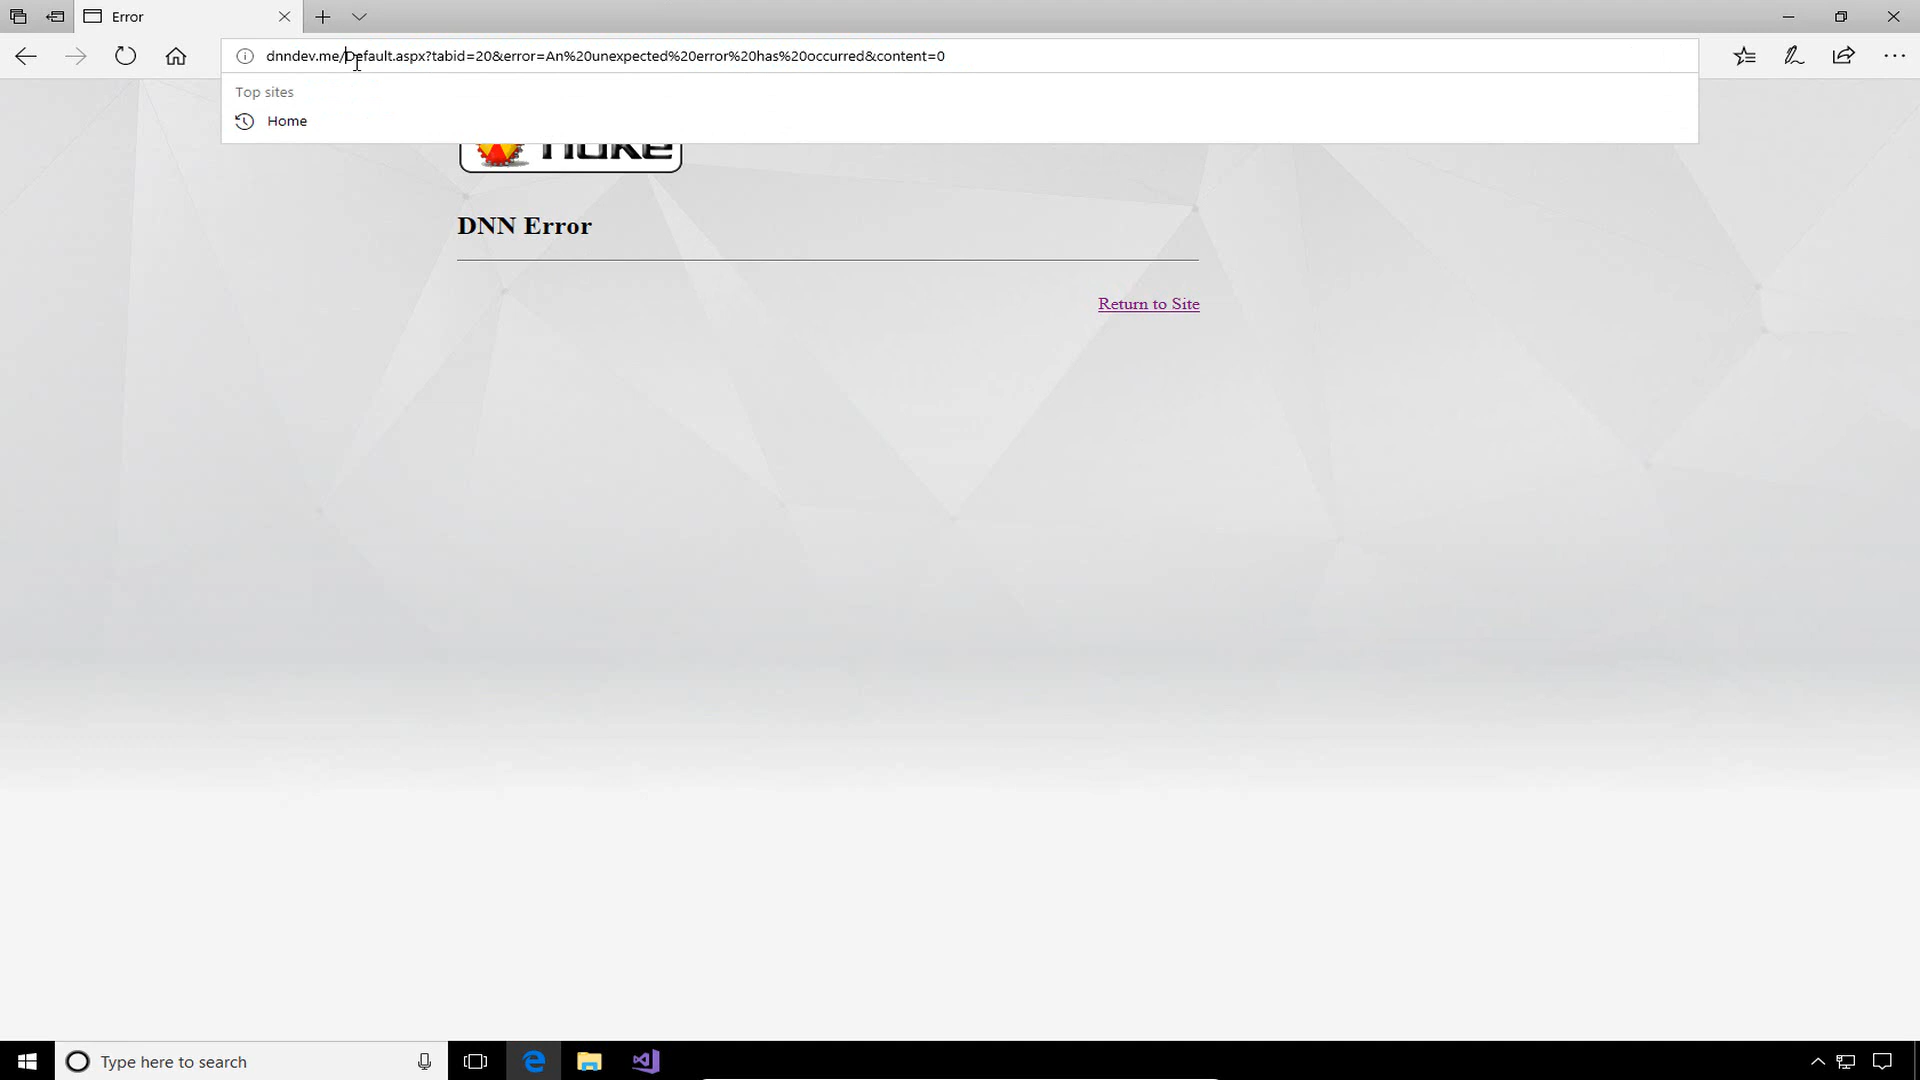 Error
dnndev.me/Default.aspx?tabid=20&error=An%20unexpected%20error%20has%20occurred&content=0
Top sites
Home
DNN Error
Return to Site
Type here to search